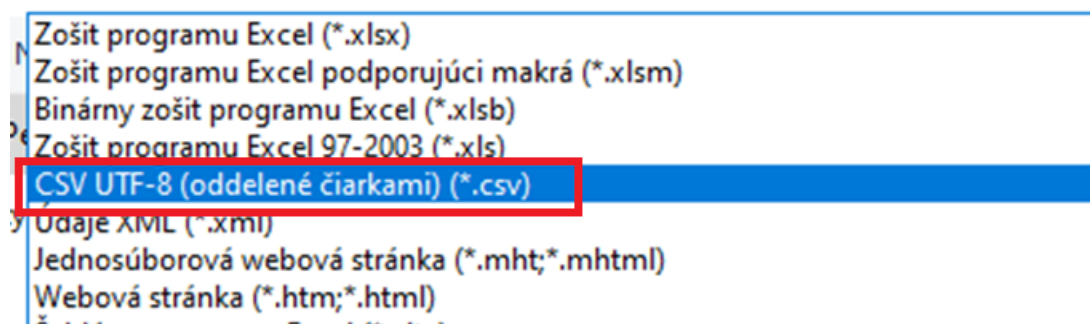 Zošit programu Excel (*.xlsx)
Zošit programu Excel podporujúci makrá (*.xlsm)
Binárny zošit programu Excel (*.xlsb)
Zošit programu Excel 97-2003 (*.xls)
CSV UTF-8 (oddelené čiarkami) (*.csv)
Údaje XML (*.xml)
Jednosúborová webová stránka (*.mht;*.mhtml)
Webová stránka (*.htm;*.html)